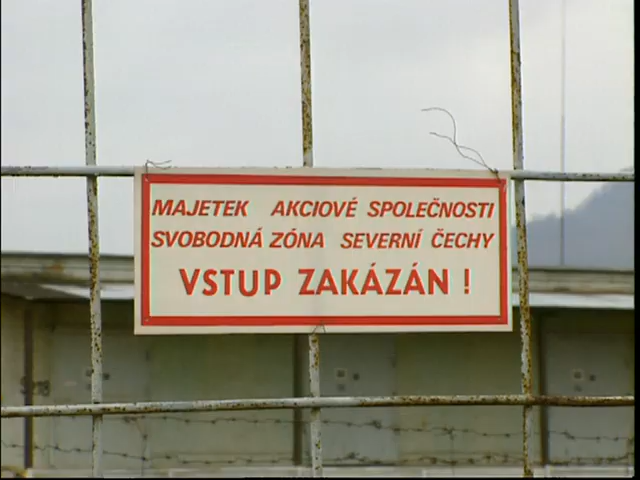 MAJETEK AKCIOVÉ SPOLEČNOSTI
SVOBODNÁ ZÓNA SEVERNÍ ČECHY
VSTUP ZAKÁZÁN !